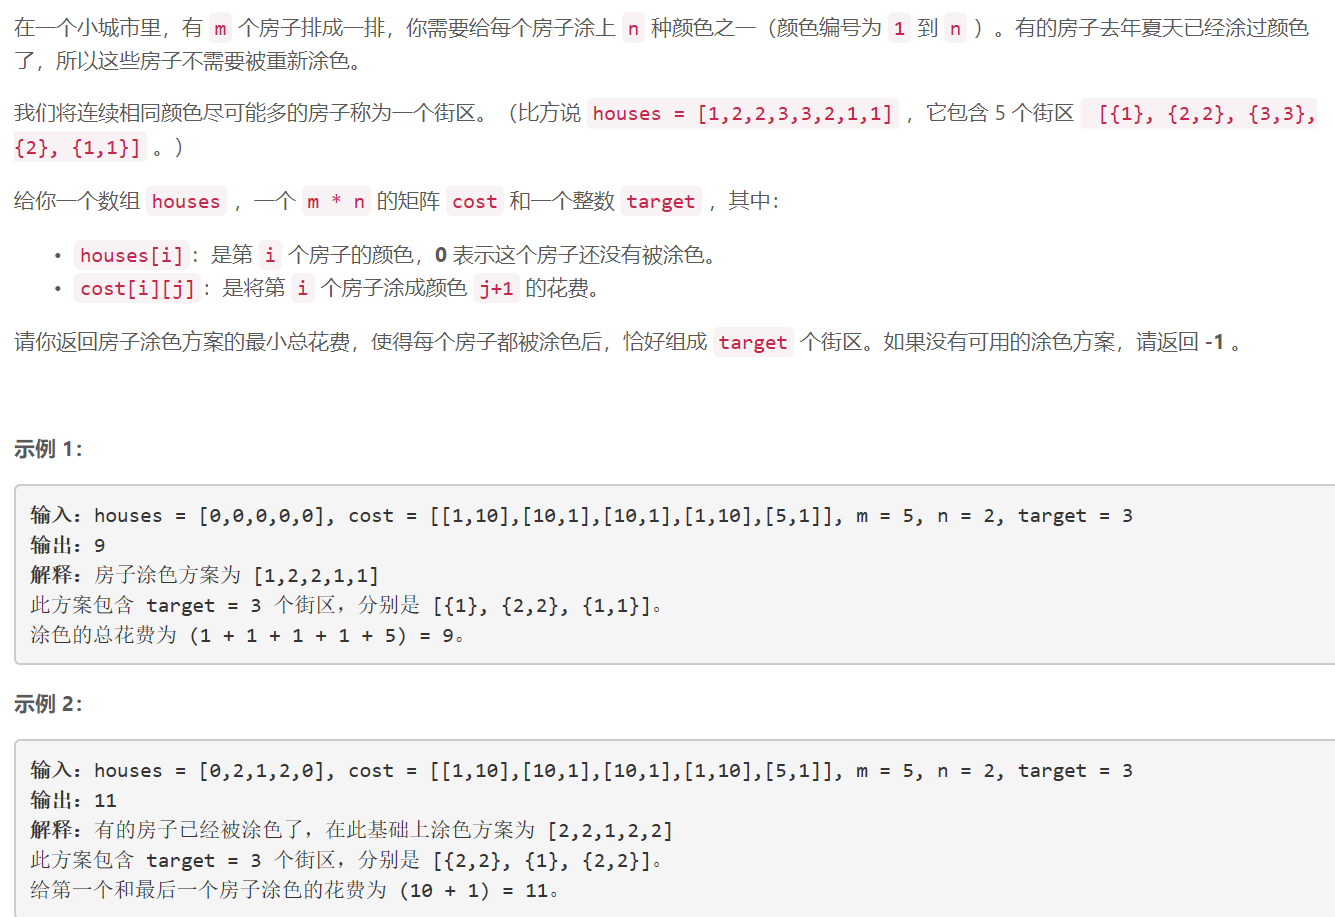 在一个小城市里，有 m 个房子排成一排，你需要给每个房子涂上 n 种颜色之一（颜色编号为 1 到 n ）。有的房子去年夏天已经涂过颜色
了，所以这些房子不需要被重新涂色。
我们将连续相同颜色尽可能多的房子称为一个街区。（比方说 houses = [1,2,2,3,3,2,1,1] ，它包含 5 个街区 [{1}, {2,2}, {3,3},
{2}, {1,1}] 。）
给你一个数组 houses ，一个 m * n 的矩阵 cost 和一个整数 target ，其中：
• houses[i]：是第 i 个房子的颜色，0 表示这个房子还没有被涂色。
• cost[i][j]：是将第 i 个房子涂成颜色 j+1 的花费。
请你返回房子涂色方案的最小总花费，使得每个房子都被涂色后，恰好组成 target 个街区。如果没有可用的涂色方案，请返回 -1 。
示例 1：
输入：houses = [0,0,0,0,0], cost = [[1,10],[10,1],[10,1],[1,10],[5,1]], m = 5, n = 2, target = 3
输出：9
解释：房子涂色方案为 [1,2,2,1,1]
此方案包含 target = 3 个街区，分别是 [{1}, {2,2}, {1,1}]。
涂色的总花费为 (1 + 1 + 1 + 1 + 5) = 9。
示例 2：
输入：houses = [0,2,1,2,0], cost = [[1,10],[10,1],[10,1],[1,10],[5,1]], m = 5, n = 2, target = 3
输出：11
解释：有的房子已经被涂色了，在此基础上涂色方案为 [2,2,1,2,2]
此方案包含 target = 3 个街区，分别是 [{2,2}, {1}, {2,2}]。
给第一个和最后一个房子涂色的花费为 (10 + 1) = 11。